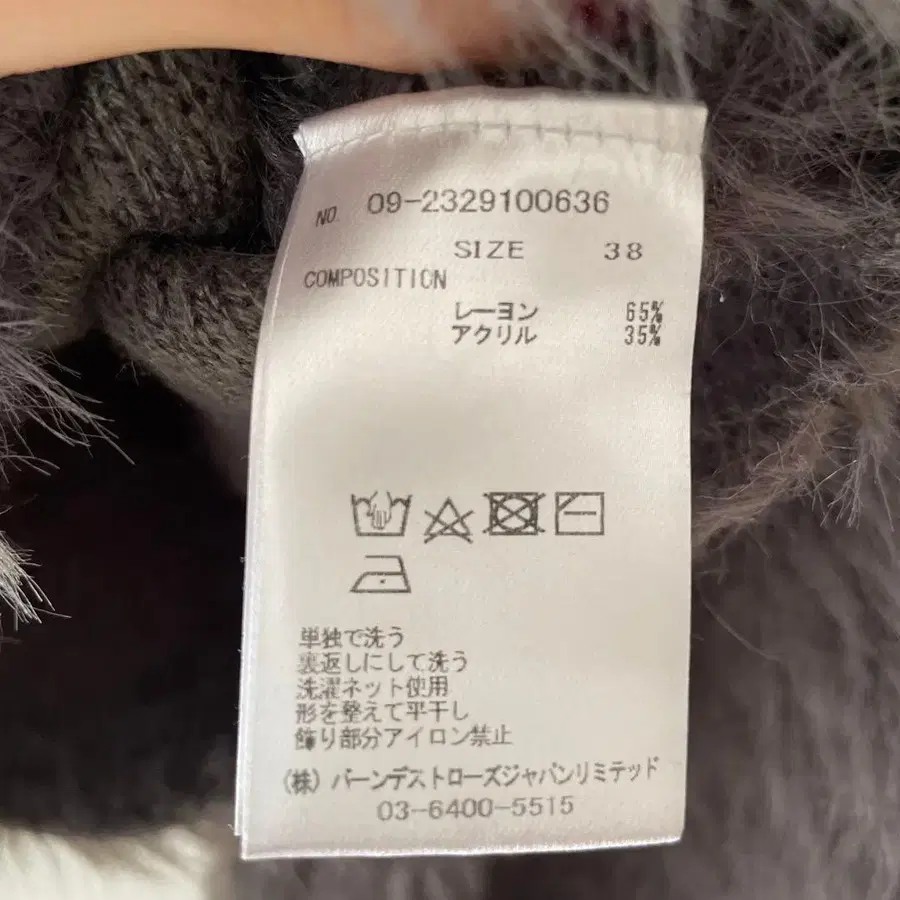 NO. 09-2329100636
SIZE 38
COMPOSITION
レーヨン 65%
アクリル 35%
単独で洗う
裏返しにして洗う
洗濯ネット使用
形を整えて平干し
飾り部分アイロン禁止
(株) バーンデストローズジャパンリミテッド
03-6400-5515